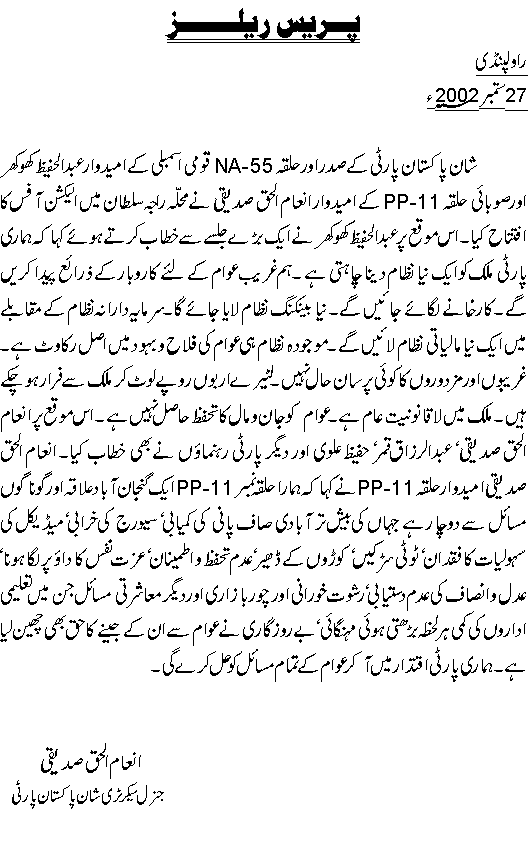 پریس ریلیز
راولپنڈی
27 ستمبر 2002ء
شان پاکستان پارٹی کے صدر اور حلقہ NA-55 قومی اسمبلی کے امیدوار عبدالحفیظ کھوکھر
اور صوبائی حلقہ PP-11 کے امیدوار انعام الحق صدیقی نے محلہ راجہ سلطان میں الیکشن آفس کا
افتتاح کیا۔ اس موقع پر عبدالحفیظ کھوکھر نے ایک بڑے جلسے سے خطاب کرتے ہوئے کہا کہ ہماری
پارٹی ملک کو ایک نیا نظام دینا چاہتی ہے۔ ہم غریب عوام کے لئے کاروبار کے ذرائع پیدا کریں
گے۔ کارخانے لگائے جائیں گے۔ نیا بینکنگ نظام لایا جائے گا۔ سرمایہ دارانہ نظام کے مقابلے
میں ایک نیا مالیاتی نظام لائیں گے۔ موجودہ نظام ہی عوام کی فلاح و بہبود میں اصل رکاوٹ ہے۔
غریبوں اور مزدوروں کا کوئی پرسان حال نہیں۔ لٹیرے اربوں روپے لوٹ کر ملک سے فرار ہو چکے
ہیں۔ ملک میں لاقانونیت عام ہے۔ عوام کو جان و مال کا تحفظ حاصل نہیں ہے۔ اس موقع پر انعام
الحق صدیقی‘ عبدالرزاق قمر‘ حفیظ علوی اور دیگر پارٹی رہنماؤں نے بھی خطاب کیا۔ انعام الحق
صدیقی امیدوار حلقہ PP-11 نے کہا کہ ہمارا حلقہ نمبر PP-11 ایک گنجان آباد علاقہ اور گوناگوں
مسائل سے دوچار ہے جہاں کی بیش تر آبادی صاف پانی کی کمیابی‘ سیورج کی خرابی‘ میڈیکل کی
سہولیات کا فقدان‘ ٹوٹی سڑکیں‘ کوڑوں کے ڈھیر‘ عدم تحفظ و اطمینان‘ عزت نفس کا داؤ پر لگا ہونا‘
عدل و انصاف کی عدم دستیابی‘ رشوت خورانی اور چور بازاری اور دیگر معاشرتی مسائل جن میں تعلیمی
اداروں کی کمی ہر لحظہ بڑھتی ہوئی مہنگائی‘ بے روزگاری نے عوام سے ان کے جینے کا حق بھی چھین لیا
ہے۔ ہماری پارٹی اقتدار میں آ کر عوام کے تمام مسائل کو حل کرے گی۔
انعام الحق صدیقی
جنرل سیکریٹری شان پاکستان پارٹی